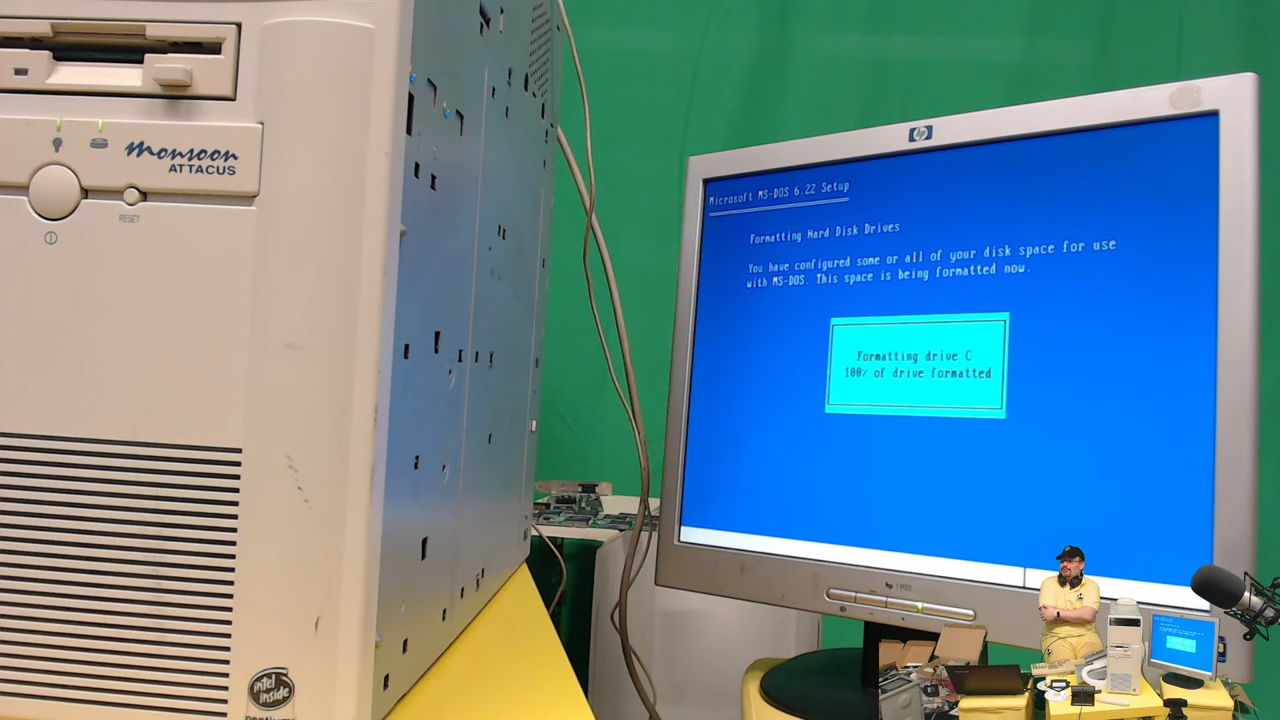 monsoon
ATTACUS
RESET
intel
inside
pentium
hp
Microsoft MS-DOS 6.22 Setup
Formatting Hard Disk Drives
You have configured some or all of your disk space for use
with MS-DOS. This space is being formatted now.
Formatting drive C
100% of drive formatted
hp 1902